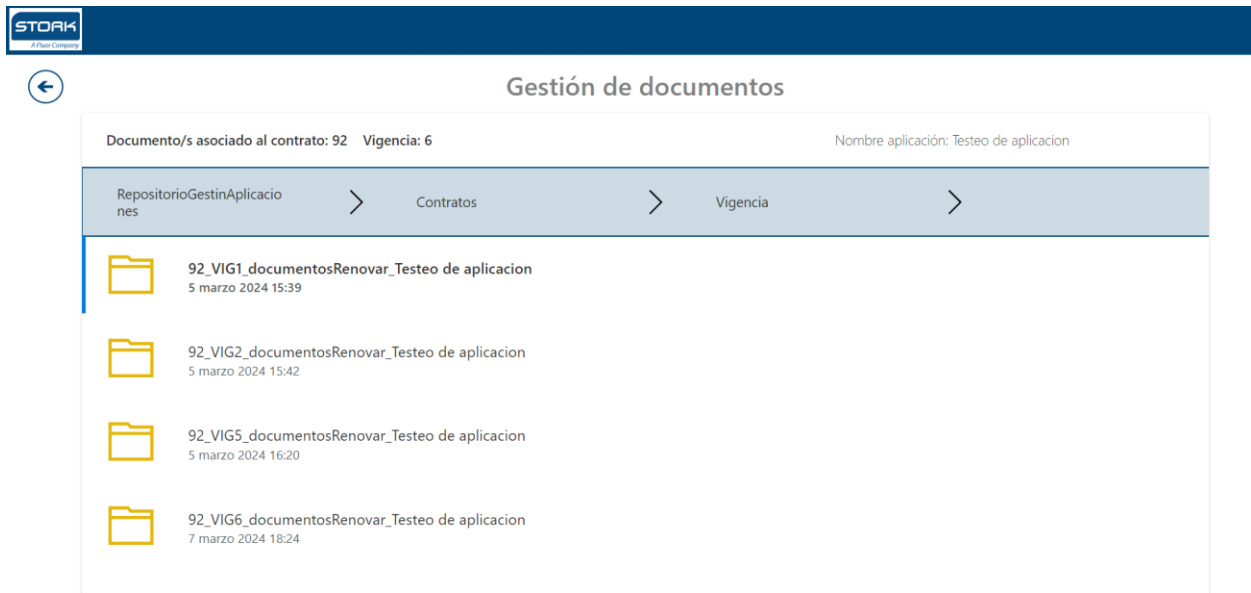 STORK
A Fluor Company
Gestión de documentos
Documento/s asociado al contrato: 92 Vigencia: 6
Nombre aplicación: Testeo de aplicacion
RepositorioGestinAplicacio
nes
Contratos
Vigencia
92_VIG1_documentosRenovar_Testeo de aplicacion
5 marzo 2024 15:39
92_VIG2_documentosRenovar_Testeo de aplicacion
5 marzo 2024 15:42
92_VIG5_documentosRenovar_Testeo de aplicacion
5 marzo 2024 16:20
92_VIG6_documentosRenovar_Testeo de aplicacion
7 marzo 2024 18:24